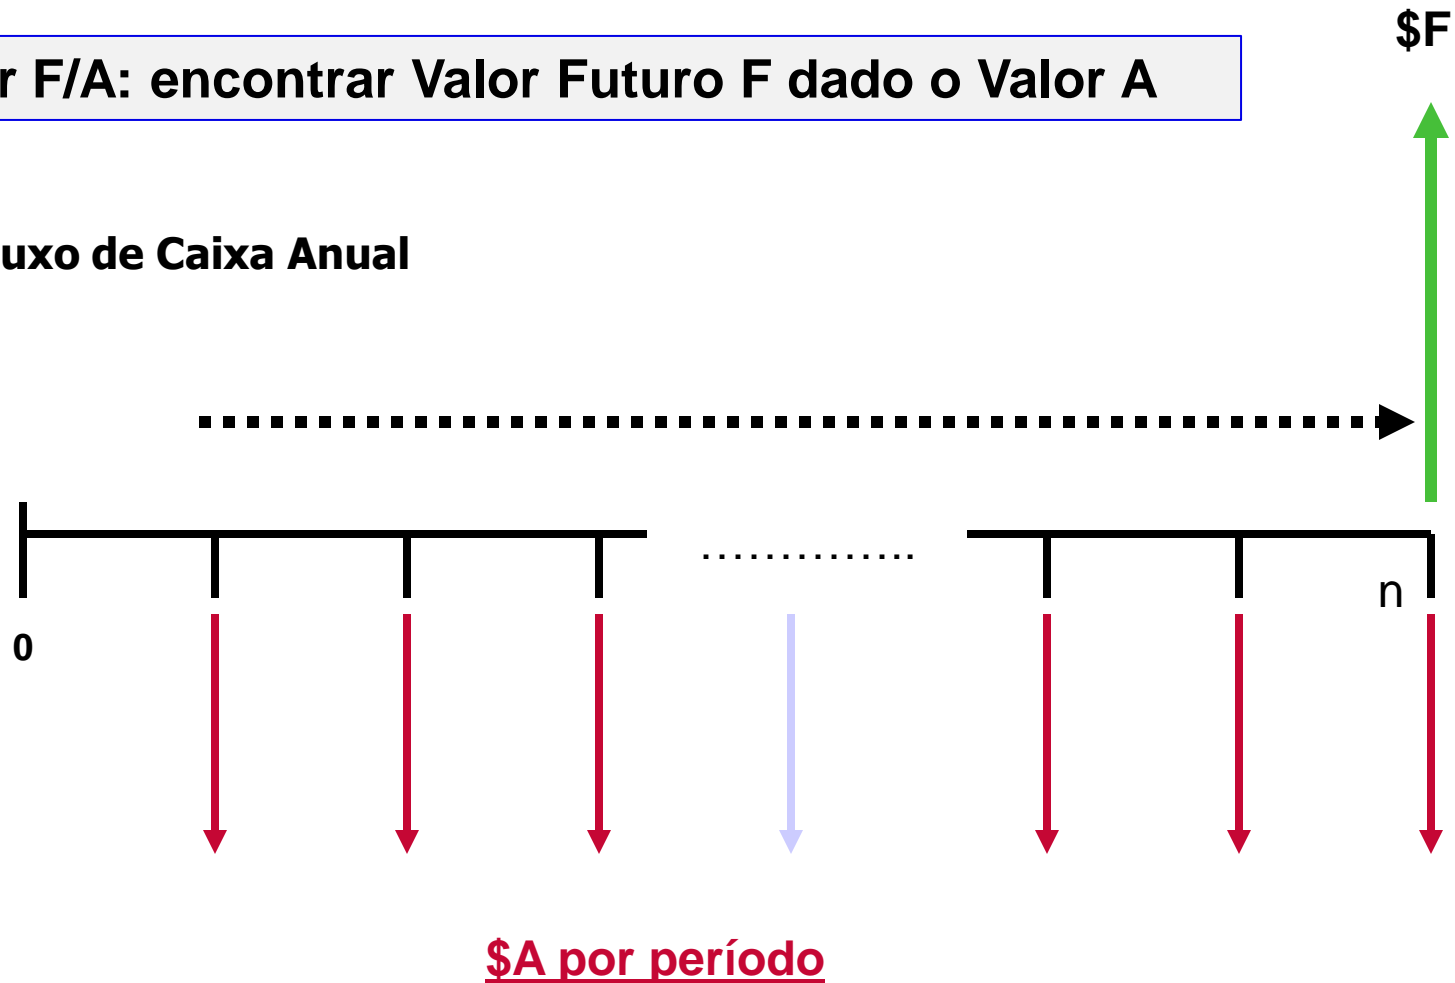 $F
r F/A: encontrar Valor Futuro F dado o Valor A
uxo de Caixa Anual
..............
n
0
$A por período